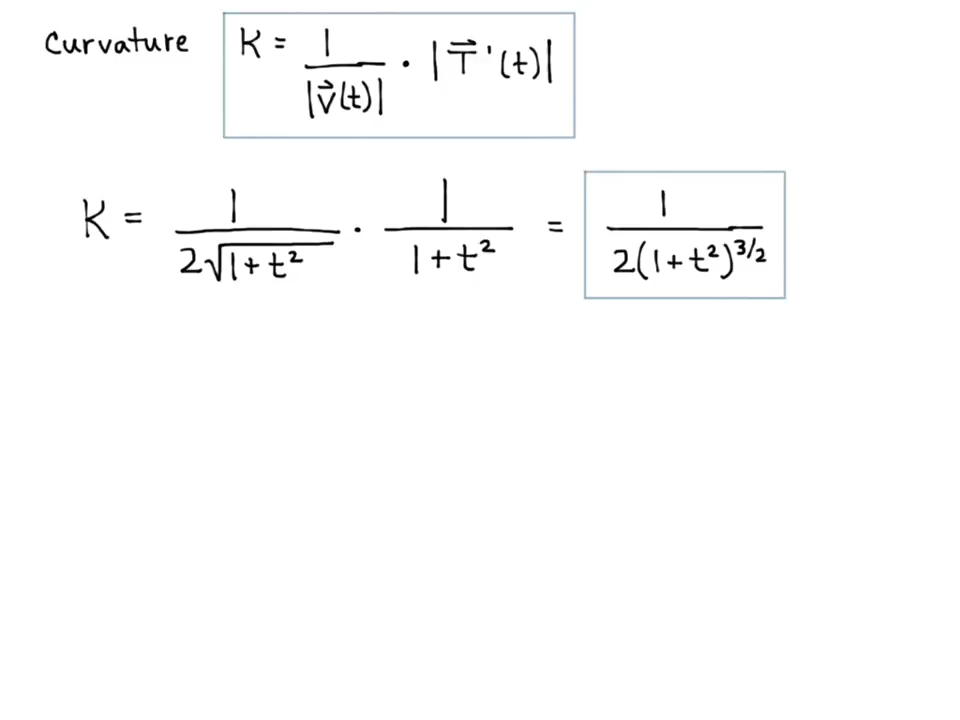 Curvature K = 1/|v⃗(t)| · |T⃗'(t)|
K = 1/(2√(1+t²)) · 1/(1+t²) = 1/(2(1+t²)^(3/2))